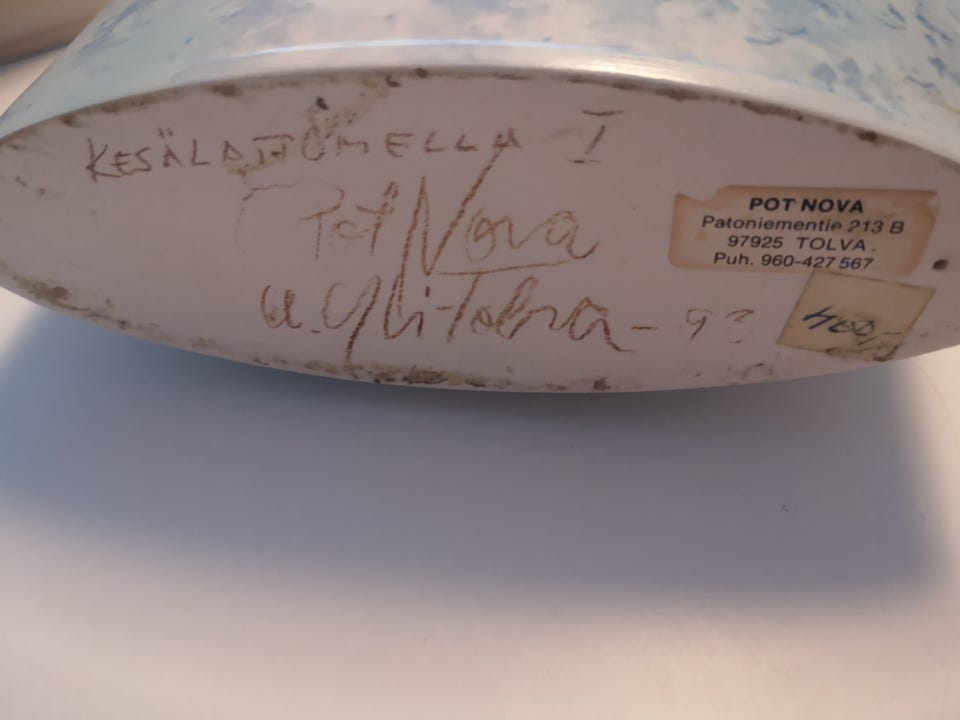 KESÄLAITUMELLA I
Pot Nova
U. Yli-Tolva - 93
POT NOVA
Patoniementie 213 B
97925 TOLVA.
Puh. 960-427 567
400,-